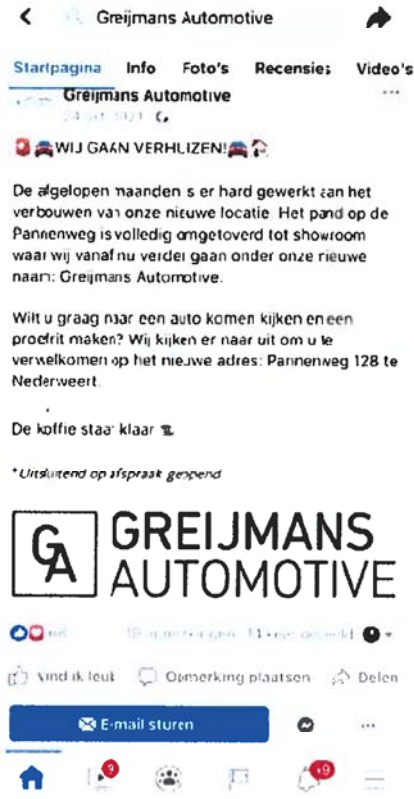 Greijmans Automotive
Startpagina Info Foto's Recensies Video's
Greijmans Automotive
WIJ GAAN VERHUIZEN!
De afgelopen maanden is er hard gewerkt aan het
verbouwen van onze nieuwe locatie. Het pand op de
Pannenweg is volledig omgetoverd tot showroom
waar wij vanaf nu verder gaan onder onze nieuwe
naam: Greijmans Automotive.
Wilt u graag naar een auto komen kijken en een
proefrit maken? Wij kijken er naar uit om u te
verwelkomen op het nieuwe adres: Pannenweg 128 te
Nederweert.
De koffie staat klaar
*Uitsluitend op afspraak geopend
GA GREIJMANS
AUTOMOTIVE
Vind ik leuk Opmerking plaatsen Delen
E-mail sturen
9